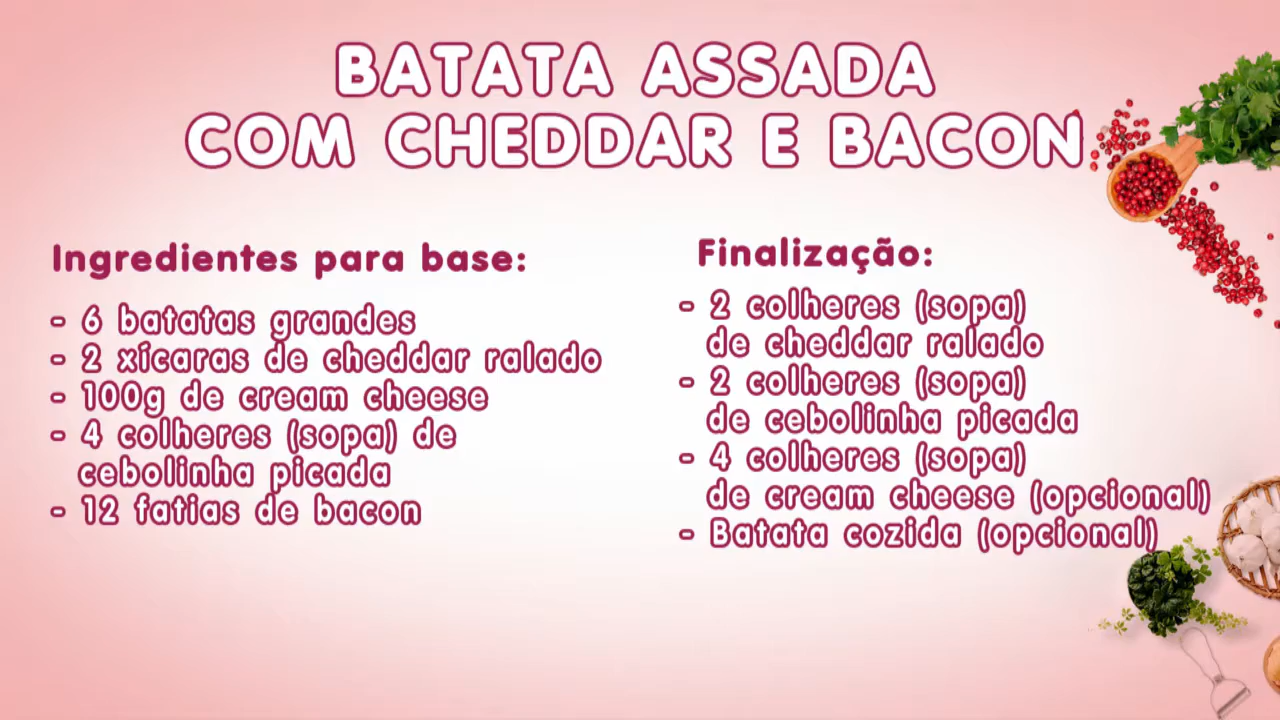 BATATA ASSADA
COM CHEDDAR E BACON
Ingredientes para base:
- 6 batatas grandes
- 2 xícaras de cheddar ralado
- 100g de cream cheese
- 4 colheres (sopa) de
cebolinha picada
- 12 fatias de bacon
Finalização:
- 2 colheres (sopa)
de cheddar ralado
- 2 colheres (sopa)
de cebolinha picada
- 4 colheres (sopa)
de cream cheese (opcional)
- Batata cozida (opcional)